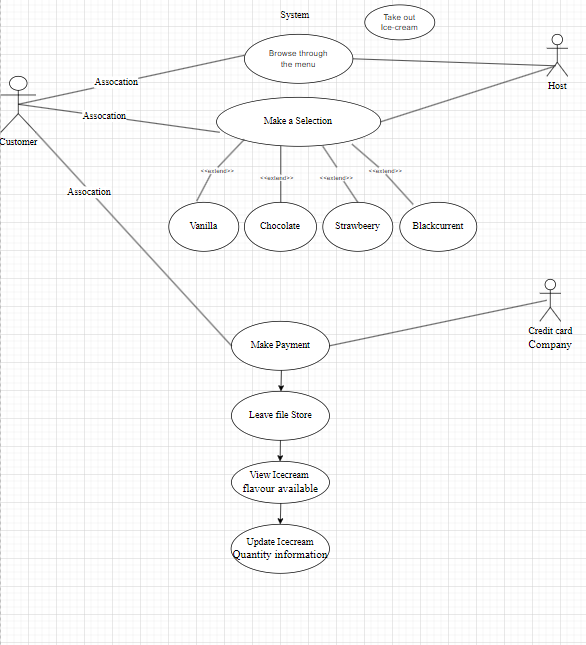 System
Take out
Ice-cream
Browse through
the menu
Host
Assocation
Assocation
Customer
Make a Selection
<<extend>>
<<extend>>
<<extend>>
<<extend>>
Assocation
Vanilla
Chocolate
Strawbeery
Blackcurrent
Credit card
Company
Make Payment
Leave file Store
View Icecream
flavour available
Update Icecream
Quantity information